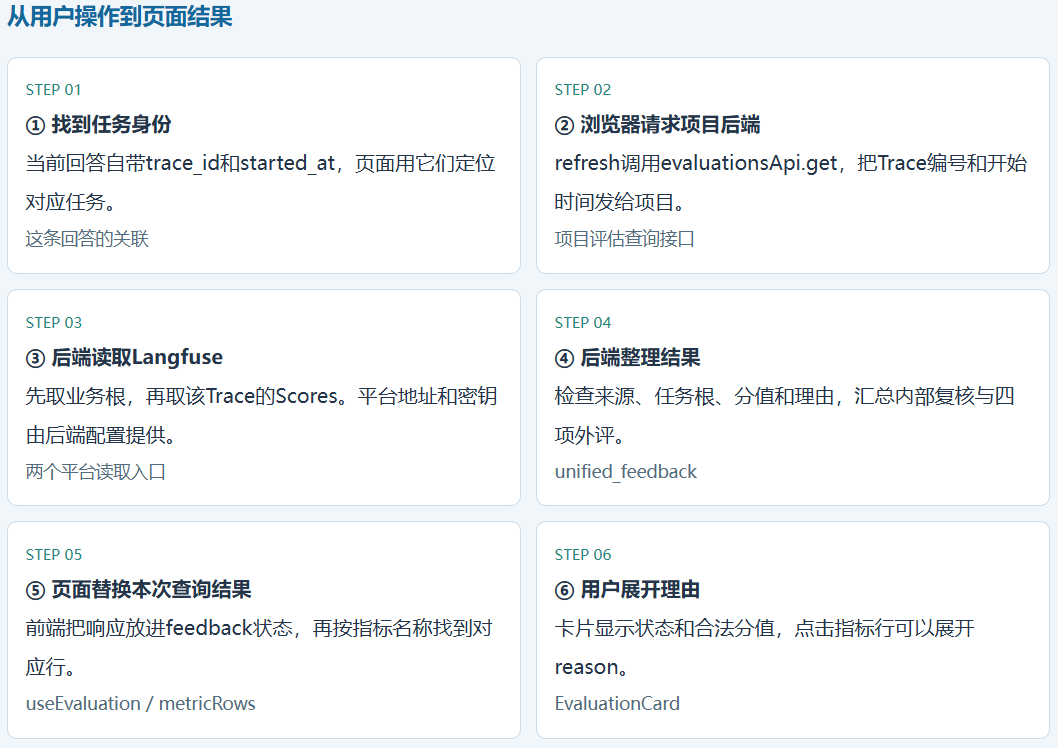 从用户操作到页面结果
STEP 01
① 找到任务身份
当前回答自带trace_id和started_at，页面用它们定位
对应任务。
这条回答的关联
STEP 02
② 浏览器请求项目后端
refresh调用evaluationsApi.get，把Trace编号和开始
时间发给项目。
项目评估查询接口
STEP 03
③ 后端读取Langfuse
先取业务根，再取该Trace的Scores。平台地址和密钥
由后端配置提供。
两个平台读取入口
STEP 04
④ 后端整理结果
检查来源、任务根、分值和理由，汇总内部复核与四
项外评。
unified_feedback
STEP 05
⑤ 页面替换本次查询结果
前端把响应放进feedback状态，再按指标名称找到对
应行。
useEvaluation / metricRows
STEP 06
⑥ 用户展开理由
卡片显示状态和合法分值，点击指标行可以展开
reason。
EvaluationCard